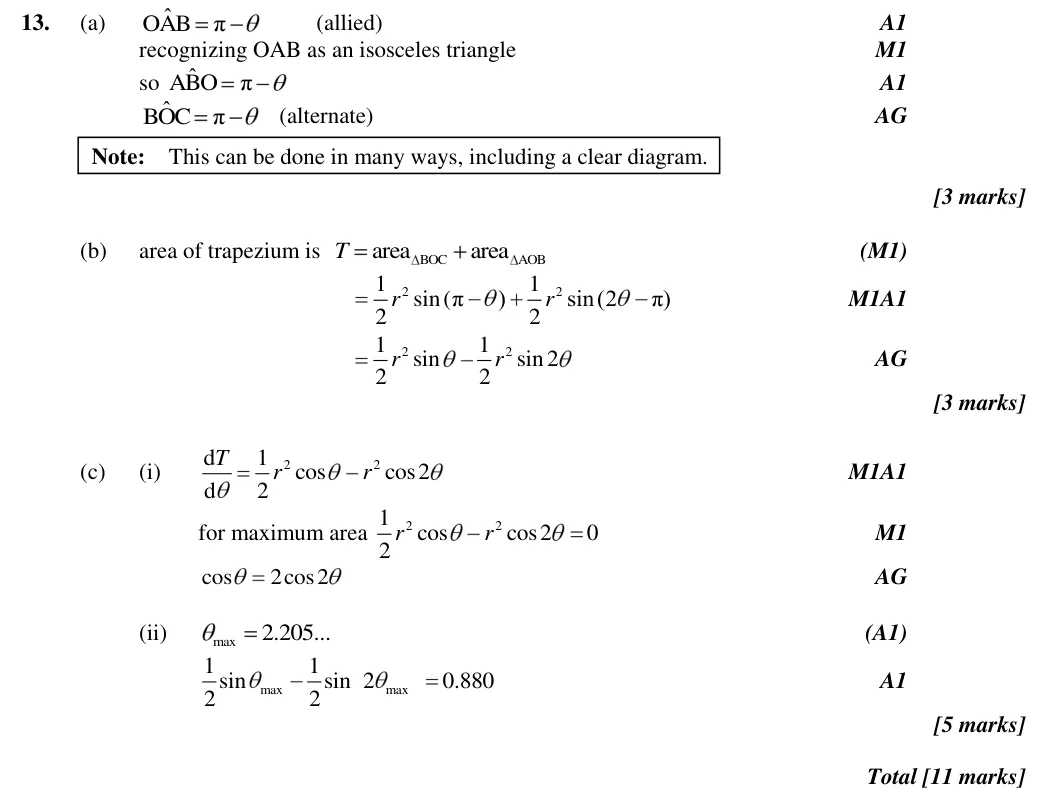 13. (a) OÂB = π − θ (allied) A1
recognizing OAB as an isosceles triangle M1
so AB̂O = π − θ A1
BÔC = π − θ (alternate) AG
Note: This can be done in many ways, including a clear diagram.
[3 marks]
(b) area of trapezium is T = area_ΔBOC + area_ΔAOB (M1)
= 1/2 r² sin (π − θ) + 1/2 r² sin (2θ − π) M1A1
= 1/2 r² sin θ − 1/2 r² sin 2θ AG
[3 marks]
(c) (i) dT/dθ = 1/2 r² cos θ − r² cos 2θ M1A1
for maximum area 1/2 r² cos θ − r² cos 2θ = 0 M1
cos θ = 2 cos 2θ AG
(ii) θ_max = 2.205... (A1)
1/2 sin θ_max − 1/2 sin 2θ_max = 0.880 A1
[5 marks]
Total [11 marks]